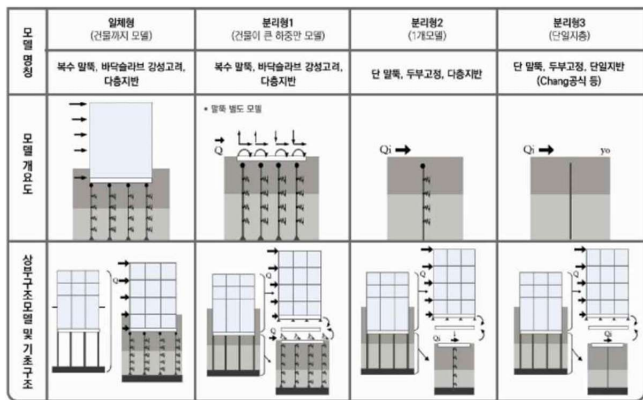 모델 명칭
일체형
(건물까지 모델)
분리형1
(건물이 큰 하중만 모델)
분리형2
(1개모델)
분리형3
(단일지층)
복수 말뚝, 바닥슬라브 강성고려,
다층지반
복수 말뚝, 바닥슬라브 강성고려,
다층지반
단 말뚝, 두부고정, 다층지반
단 말뚝, 두부고정, 단일지반
(Chang공식 등)
모델 개요도
• 말뚝 별도 모델
Q
Qi
Qi
yo
상부구조모델 및 기초구조
Q
Q
Q
Q
Qi
Q
Qi